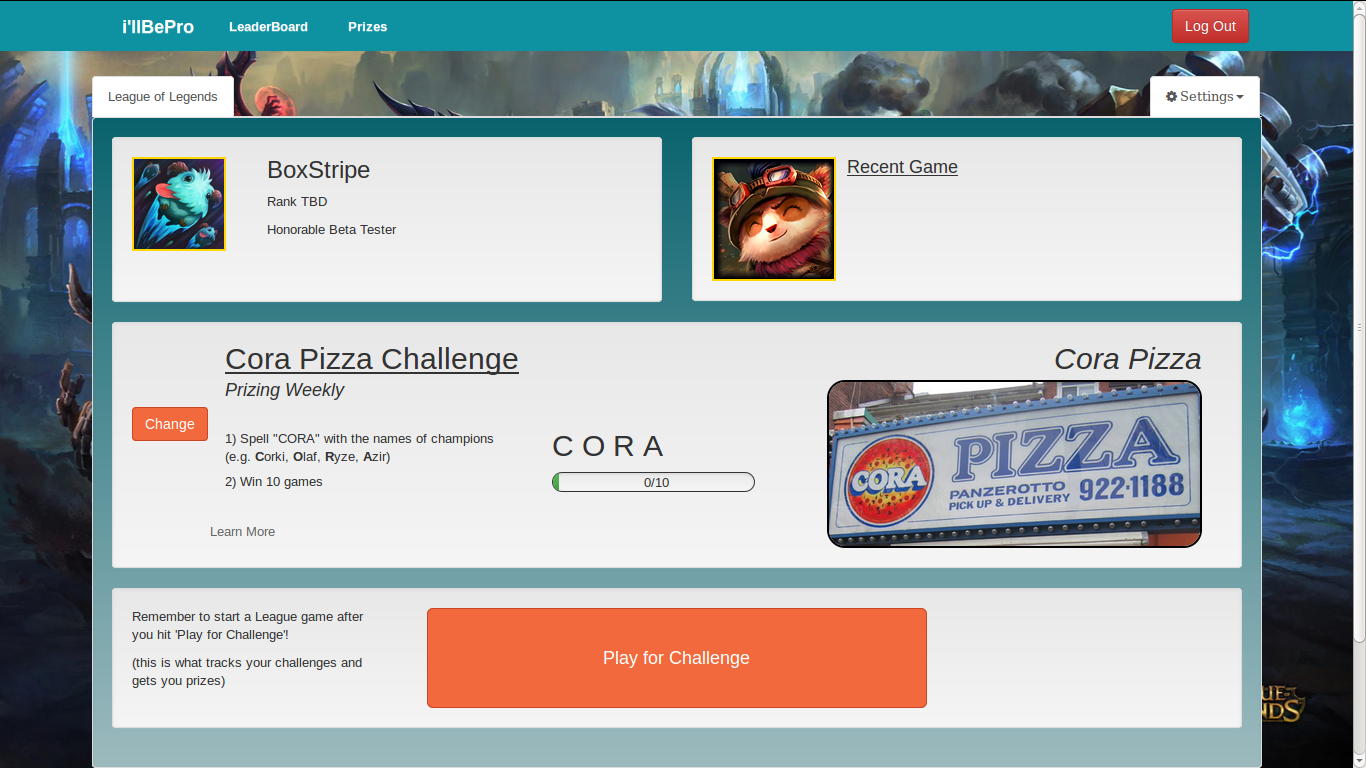 i'llBePro
LeaderBoard
Prizes
Log Out
League of Legends
Settings
BoxStripe
Rank TBD
Honorable Beta Tester
Recent Game
Cora Pizza Challenge
Prizing Weekly
Change
1) Spell "CORA" with the names of champions
(e.g. Corki, Olaf, Ryze, Azir)
2) Win 10 games
Learn More
C O R A
0/10
Cora Pizza
CORA
PIZZA
PANZEROTTO
PICK UP & DELIVERY
922-1188
Remember to start a League game after
you hit 'Play for Challenge'!
(this is what tracks your challenges and
gets you prizes)
Play for Challenge